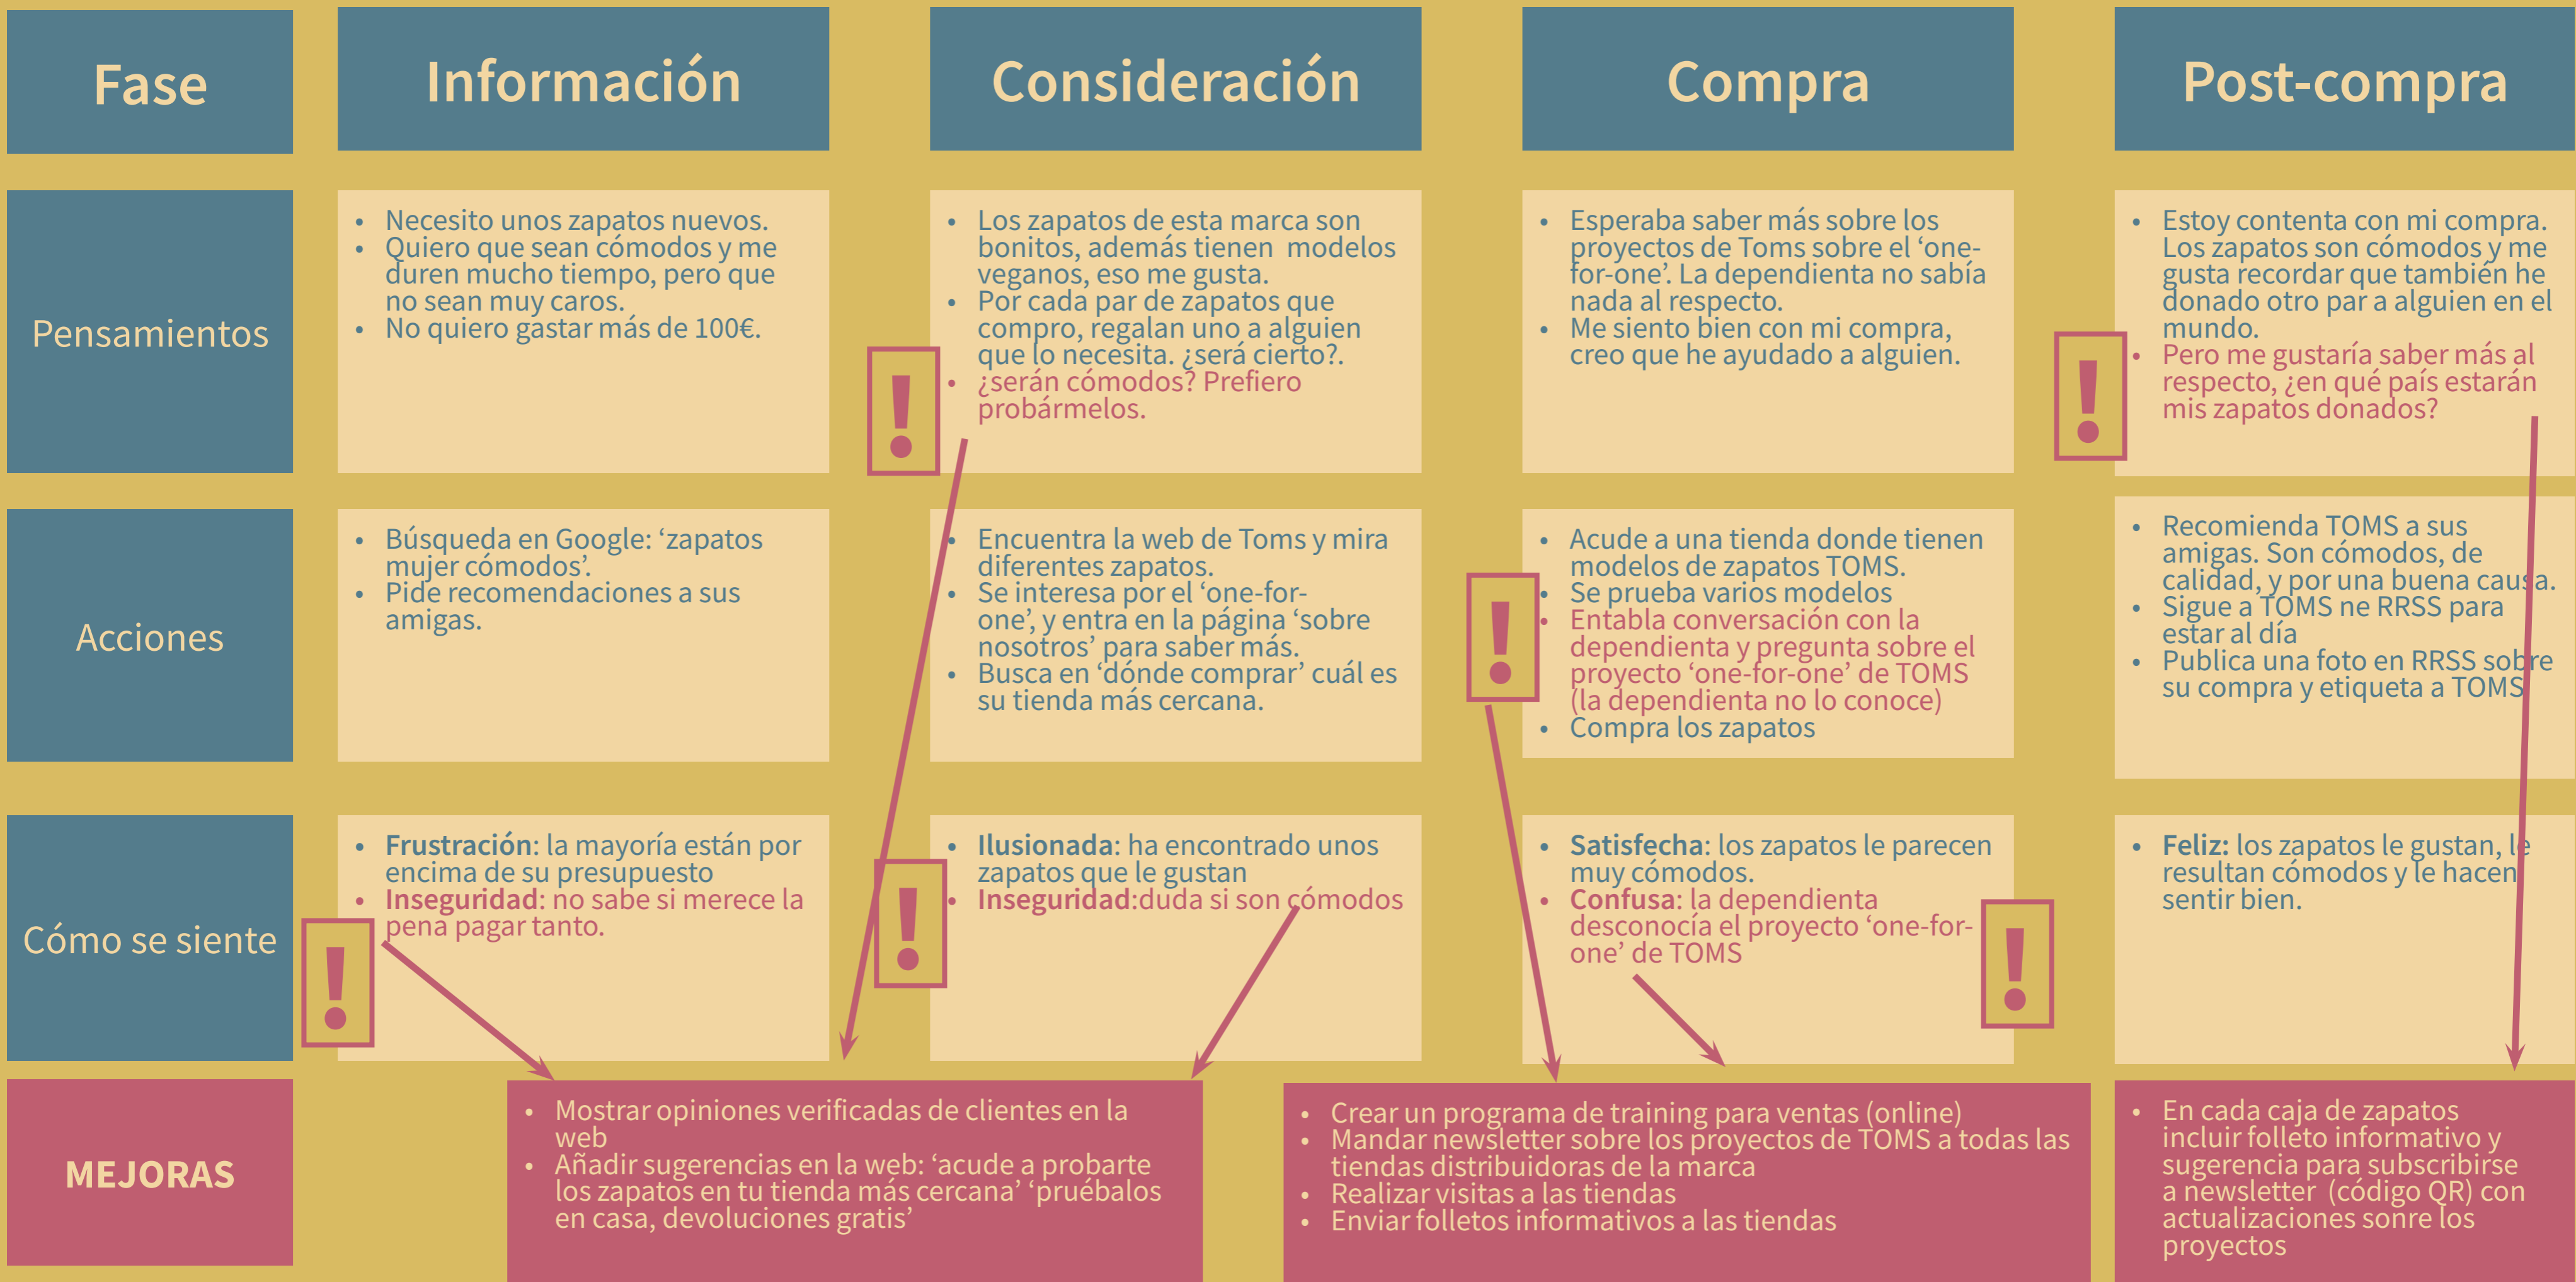 Fase
Información
Consideración
Compra
Post-compra
Pensamientos
• Necesito unos zapatos nuevos.
• Quiero que sean cómodos y me
duren mucho tiempo, pero que
no sean muy caros.
• No quiero gastar más de 100€.
• Los zapatos de esta marca son
bonitos, además tienen modelos
veganos, eso me gusta.
• Por cada par de zapatos que
compro, regalan uno a alguien
que lo necesita. ¿será cierto?.
• ¿serán cómodos? Prefiero
probármelos.
!
• Esperaba saber más sobre los
proyectos de Toms sobre el ‘one-
for-one’. La dependienta no sabía
nada al respecto.
• Me siento bien con mi compra,
creo que he ayudado a alguien.
• Estoy contenta con mi compra.
Los zapatos son cómodos y me
gusta recordar que también he
donado otro par a alguien en el
mundo.
• Pero me gustaría saber más al
respecto, ¿en qué país estarán
mis zapatos donados?
!
Acciones
• Búsqueda en Google: ‘zapatos
mujer cómodos’.
• Pide recomendaciones a sus
amigas.
• Encuentra la web de Toms y mira
diferentes zapatos.
• Se interesa por el ‘one-for-
one’, y entra en la página ‘sobre
nosotros’ para saber más.
• Busca en ‘dónde comprar’ cuál es
su tienda más cercana.
• Acude a una tienda donde tienen
modelos de zapatos TOMS.
• Se prueba varios modelos
• Entabla conversación con la
dependienta y pregunta sobre el
proyecto ‘one-for-one’ de TOMS
(la dependienta no lo conoce)
• Compra los zapatos
!
• Recomienda TOMS a sus
amigas. Son cómodos, de
calidad, y por una buena causa.
• Sigue a TOMS ne RRSS para
estar al día
• Publica una foto en RRSS sobre
su compra y etiqueta a TOMS
Cómo se siente
• Frustración: la mayoría están por
encima de su presupuesto
• Inseguridad: no sabe si merece la
pena pagar tanto.
!
• Ilusionada: ha encontrado unos
zapatos que le gustan
• Inseguridad:duda si son cómodos
!
• Satisfecha: los zapatos le parecen
muy cómodos.
• Confusa: la dependienta
desconocía el proyecto ‘one-for-
one’ de TOMS
!
• Feliz: los zapatos le gustan, le
resultan cómodos y le hacen
sentir bien.
MEJORAS
• Mostrar opiniones verificadas de clientes en la
web
• Añadir sugerencias en la web: ‘acude a probarte
los zapatos en tu tienda más cercana’ ‘pruébalos
en casa, devoluciones gratis’
• Crear un programa de training para ventas (online)
• Mandar newsletter sobre los proyectos de TOMS a todas las
tiendas distribuidoras de la marca
• Realizar visitas a las tiendas
• Enviar folletos informativos a las tiendas
• En cada caja de zapatos
incluir folleto informativo y
sugerencia para subscribirse
a newsletter (código QR) con
actualizaciones sonre los
proyectos